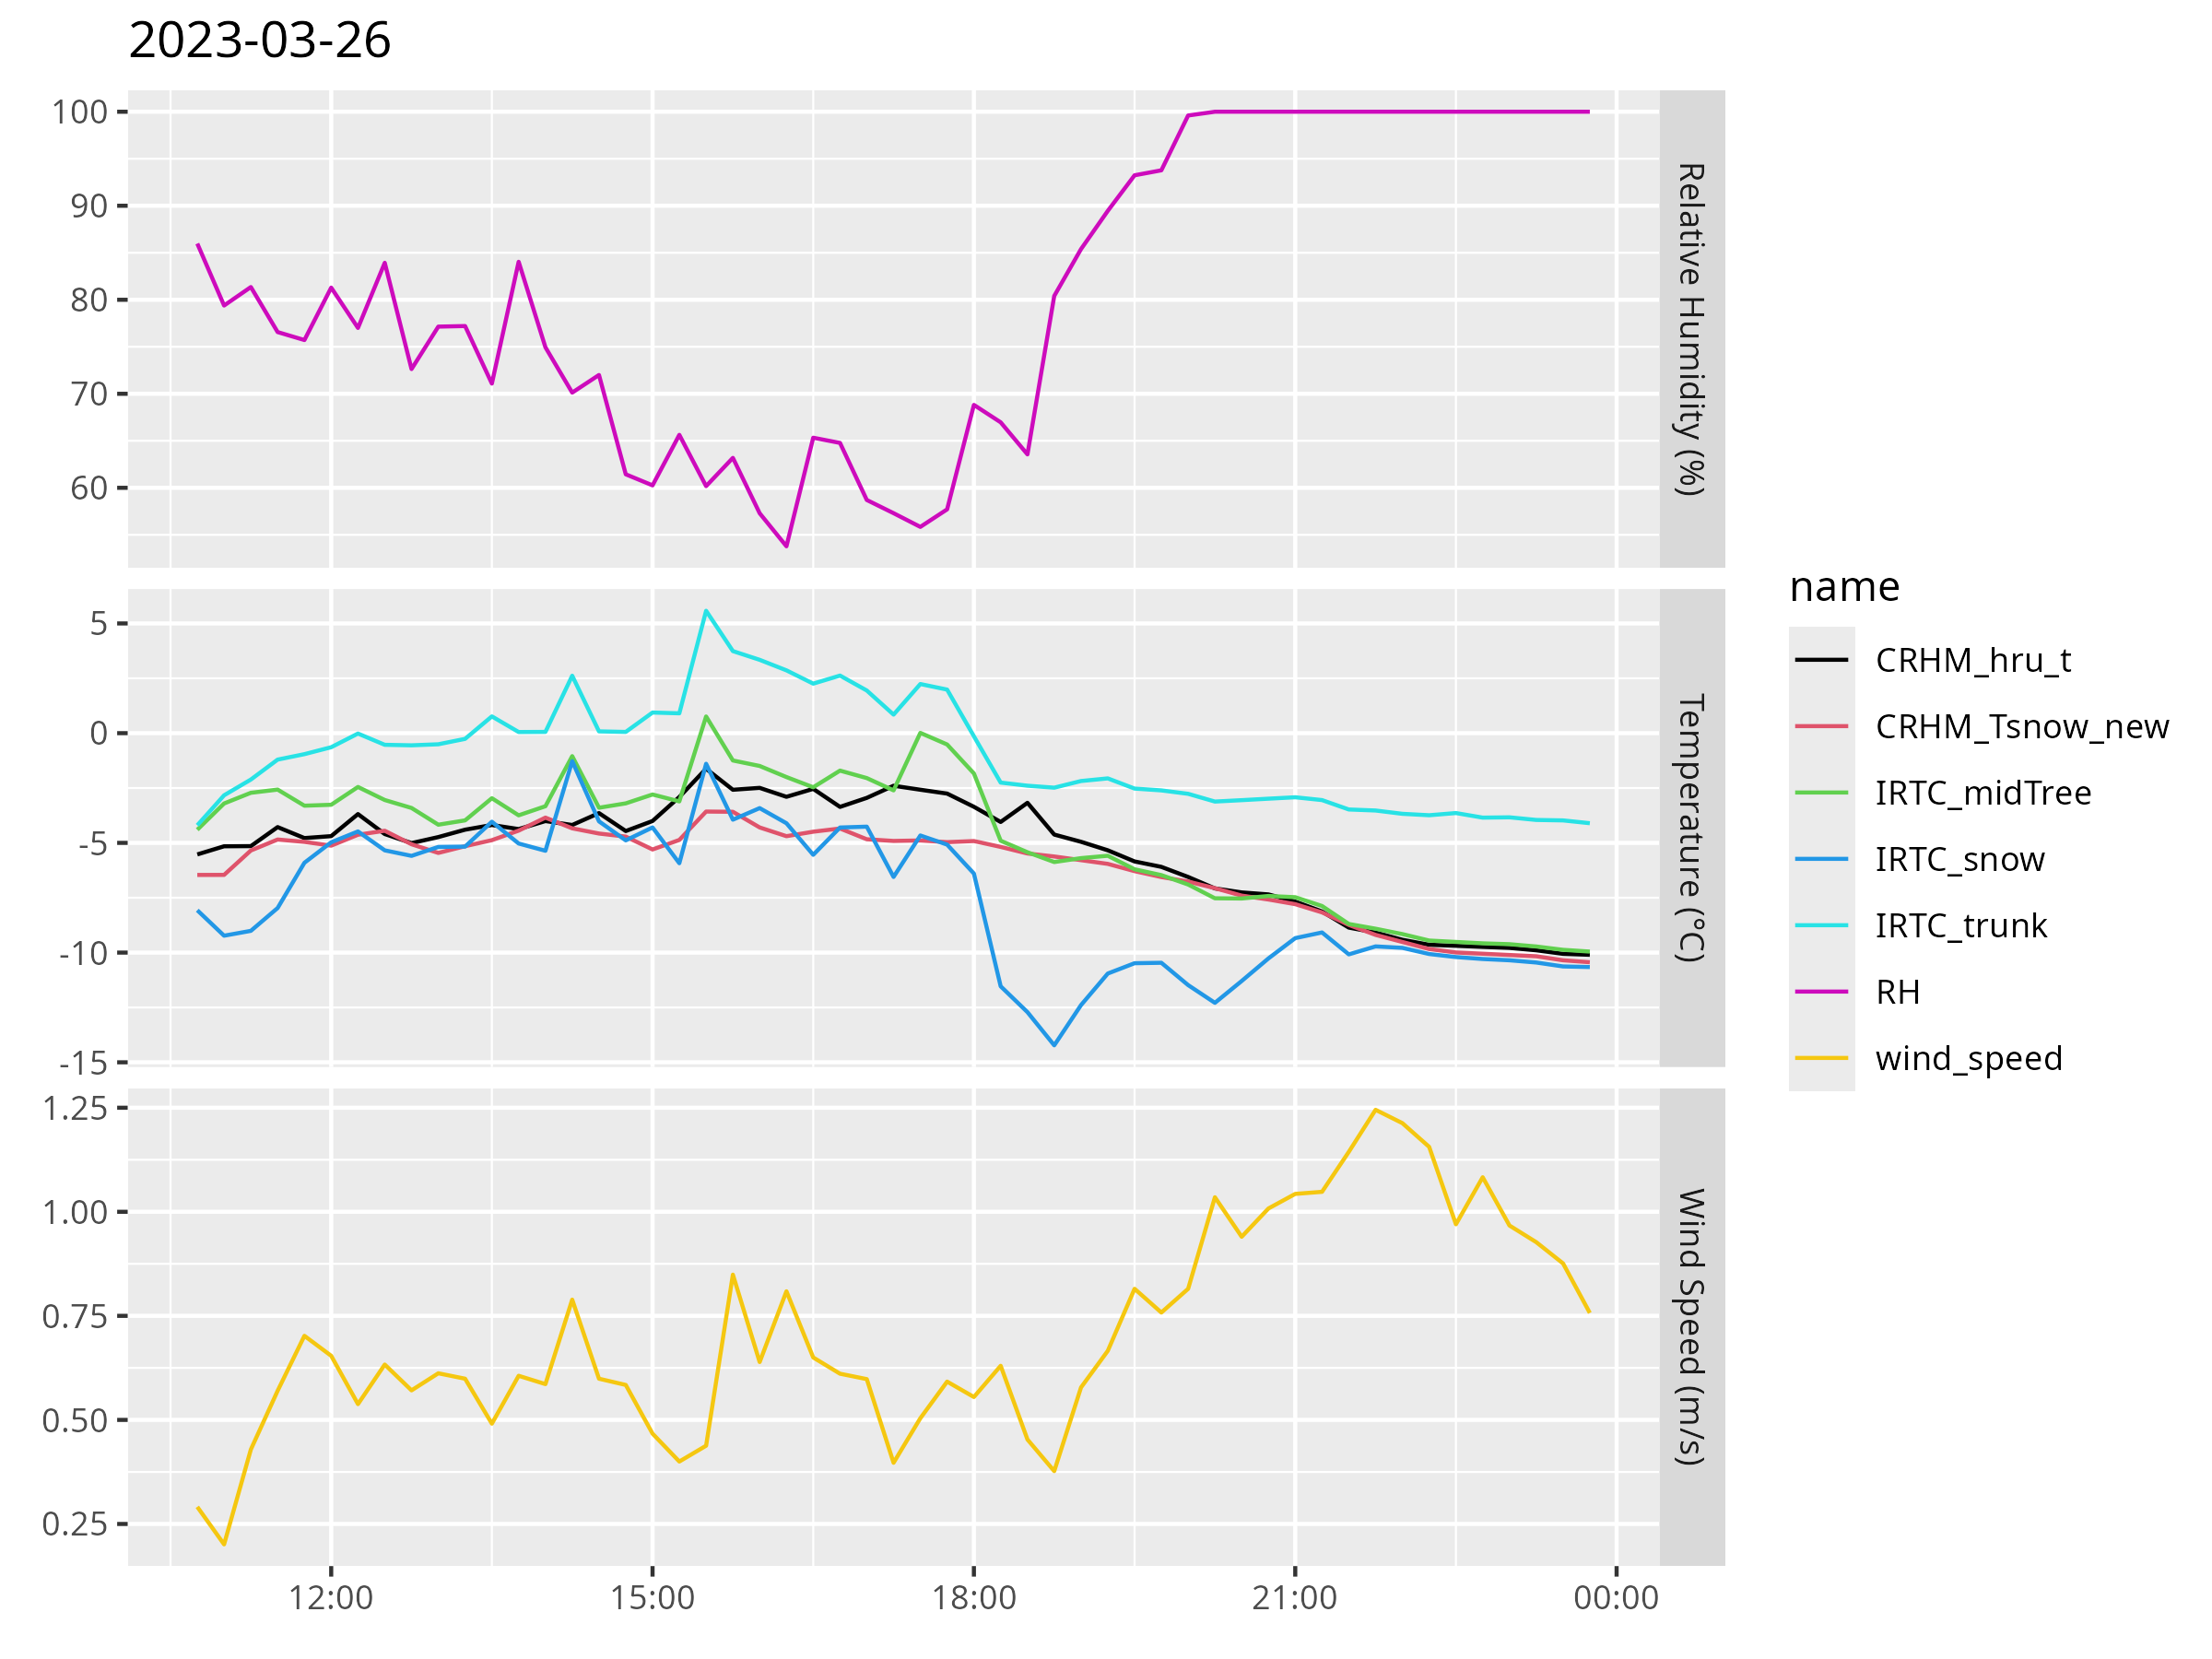 2023-03-26
100
90
80
70
60
Relative Humidity (%)
5
0
-5
-10
-15
Temperature (°C)
1.25
1.00
0.75
0.50
0.25
Wind Speed (m/s)
12:00
15:00
18:00
21:00
00:00
name
CRHM_hru_t
CRHM_Tsnow_new
IRTC_midTree
IRTC_snow
IRTC_trunk
RH
wind_speed